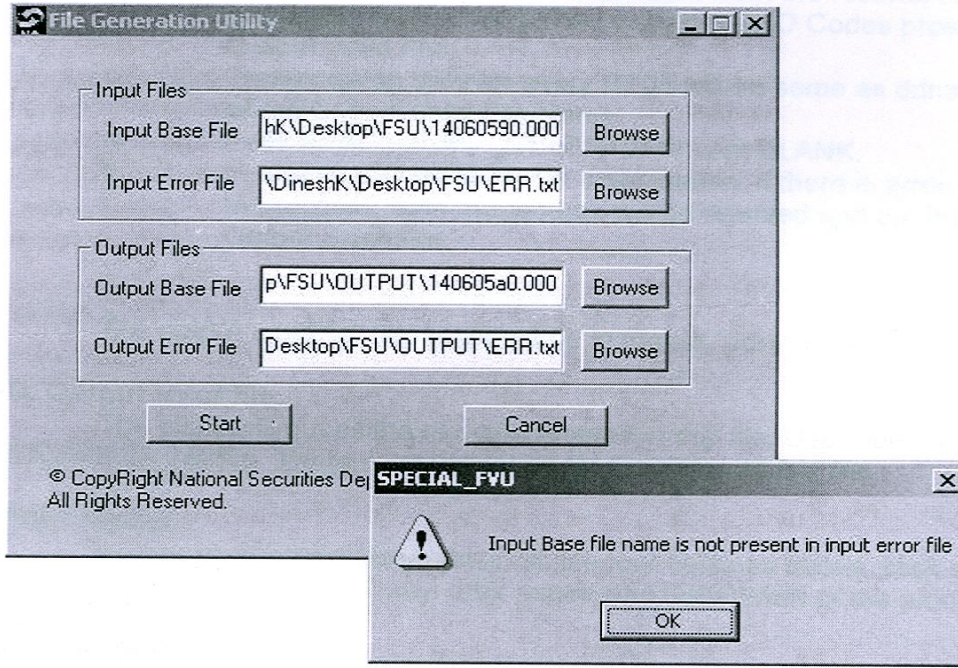 File Generation Utility
Input Files
Input Base File hK\Desktop\FSU\14060590.000 Browse
Input Error File \DineshK\Desktop\FSU\ERR.txt Browse
Output Files
Output Base File p\FSU\OUTPUT\140605a0.000 Browse
Output Error File Desktop\FSU\OUTPUT\ERR.txt Browse
Start Cancel
© CopyRight National Securities De
All Rights Reserved.
SPECIAL_FVU
Input Base file name is not present in input error file
OK